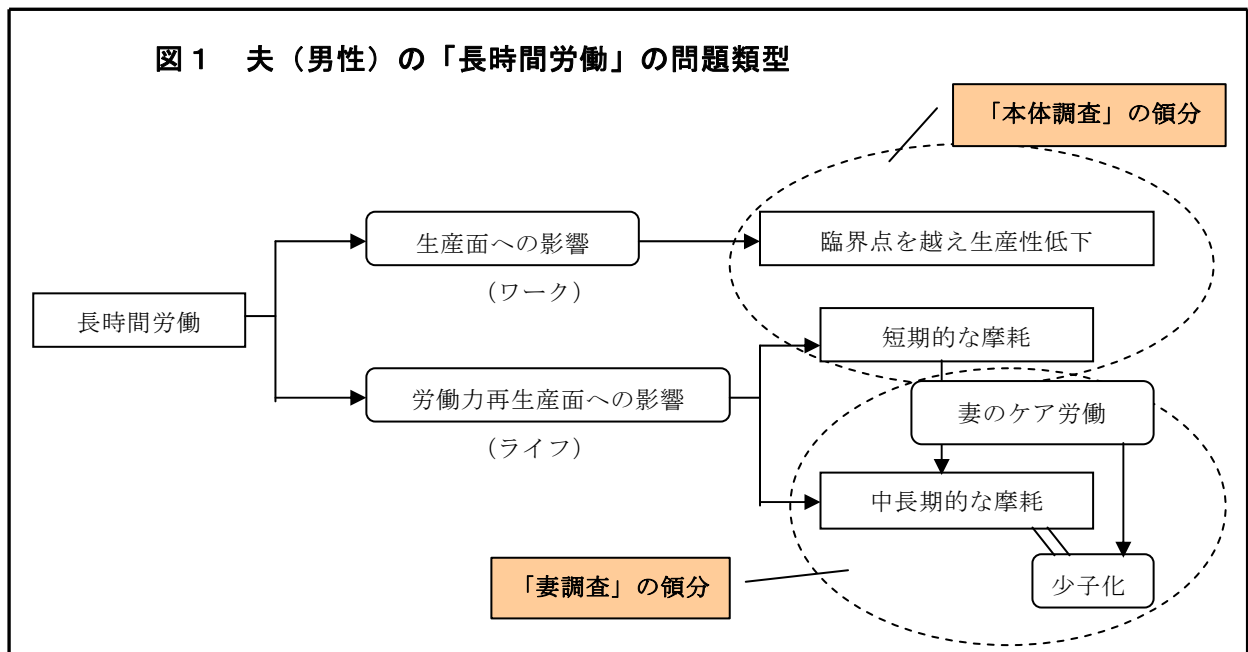 図1 夫（男性）の「長時間労働」の問題類型
「本体調査」の領分
生産面への影響
臨界点を越え生産性低下
（ワーク）
長時間労働
短期的な摩耗
労働力再生産面への影響
妻のケア労働
（ライフ）
中長期的な摩耗
「妻調査」の領分
少子化